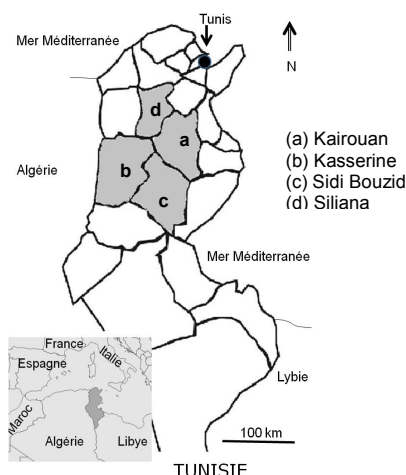 Tunis
Mer Méditerranée
N
d
a
(a) Kairouan
(b) Kasserine
(c) Sidi Bouzid
(d) Siliana
Algérie
b
c
Mer Méditerranée
Lybie
France
Espagne
Italie
Maroc
Algérie
Libye
100 km
TUNISIE